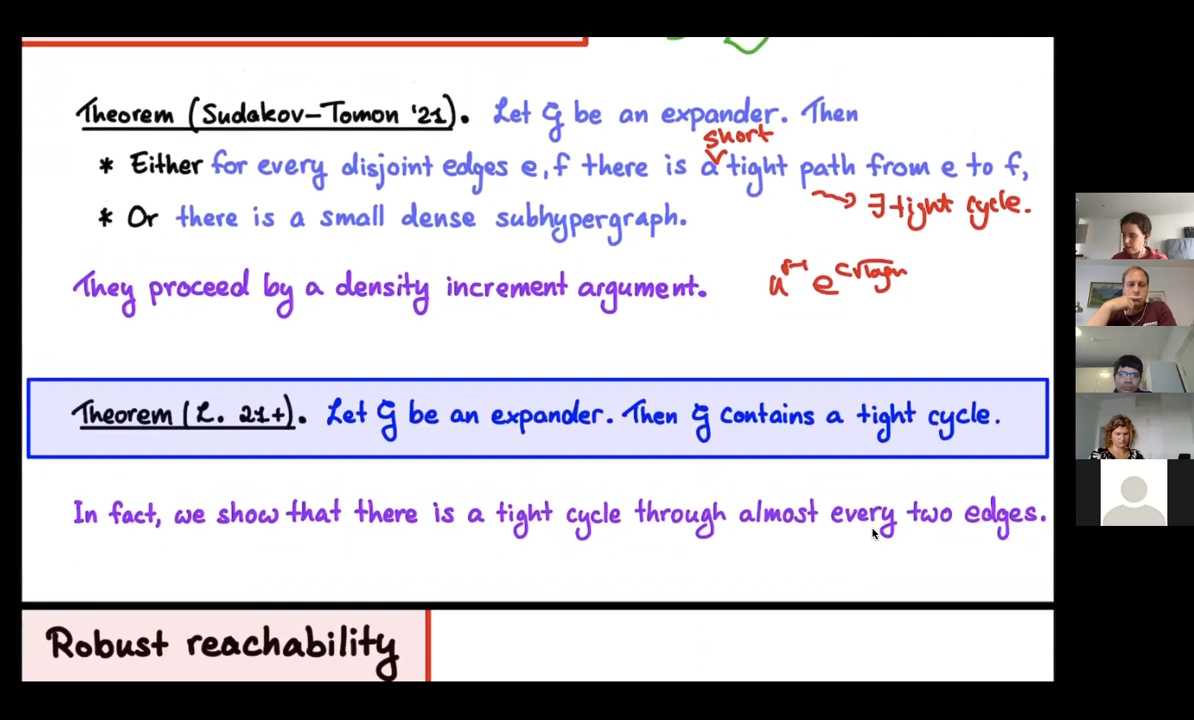 Theorem (Sudakov-Tomon '21). Let G be an expander. Then
short
* Either for every disjoint edges e,f there is a tight path from e to f,
⇝ ∃ tight cycle.
* Or there is a small dense subhypergraph.
They proceed by a density increment argument. n^{r-1} e^{c√logn}
Theorem (L. 21+). Let G be an expander. Then G contains a tight cycle.
In fact, we show that there is a tight cycle through almost every two edges.
Robust reachability